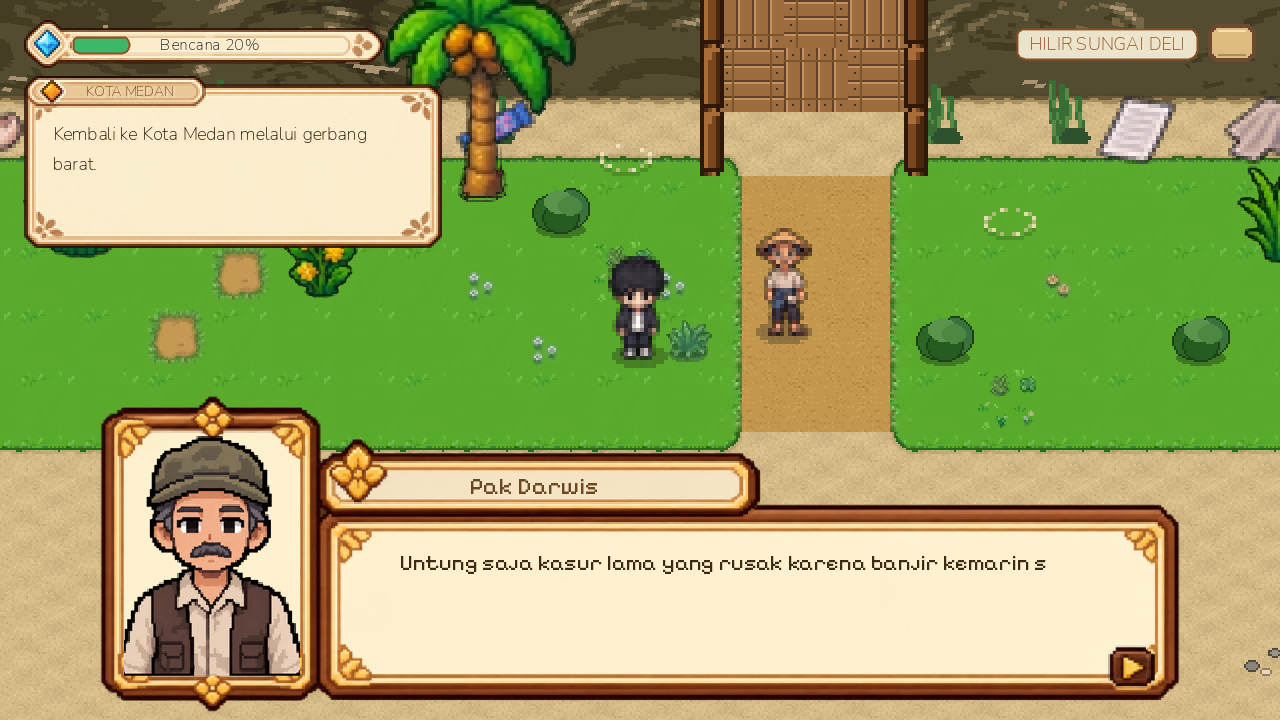 Bencana 20%
HILIR SUNGAI DELI
KOTA MEDAN
Kembali ke Kota Medan melalui gerbang
barat.
Pak Darwis
Untung saja kasur lama yang rusak karena banjir kemarin s